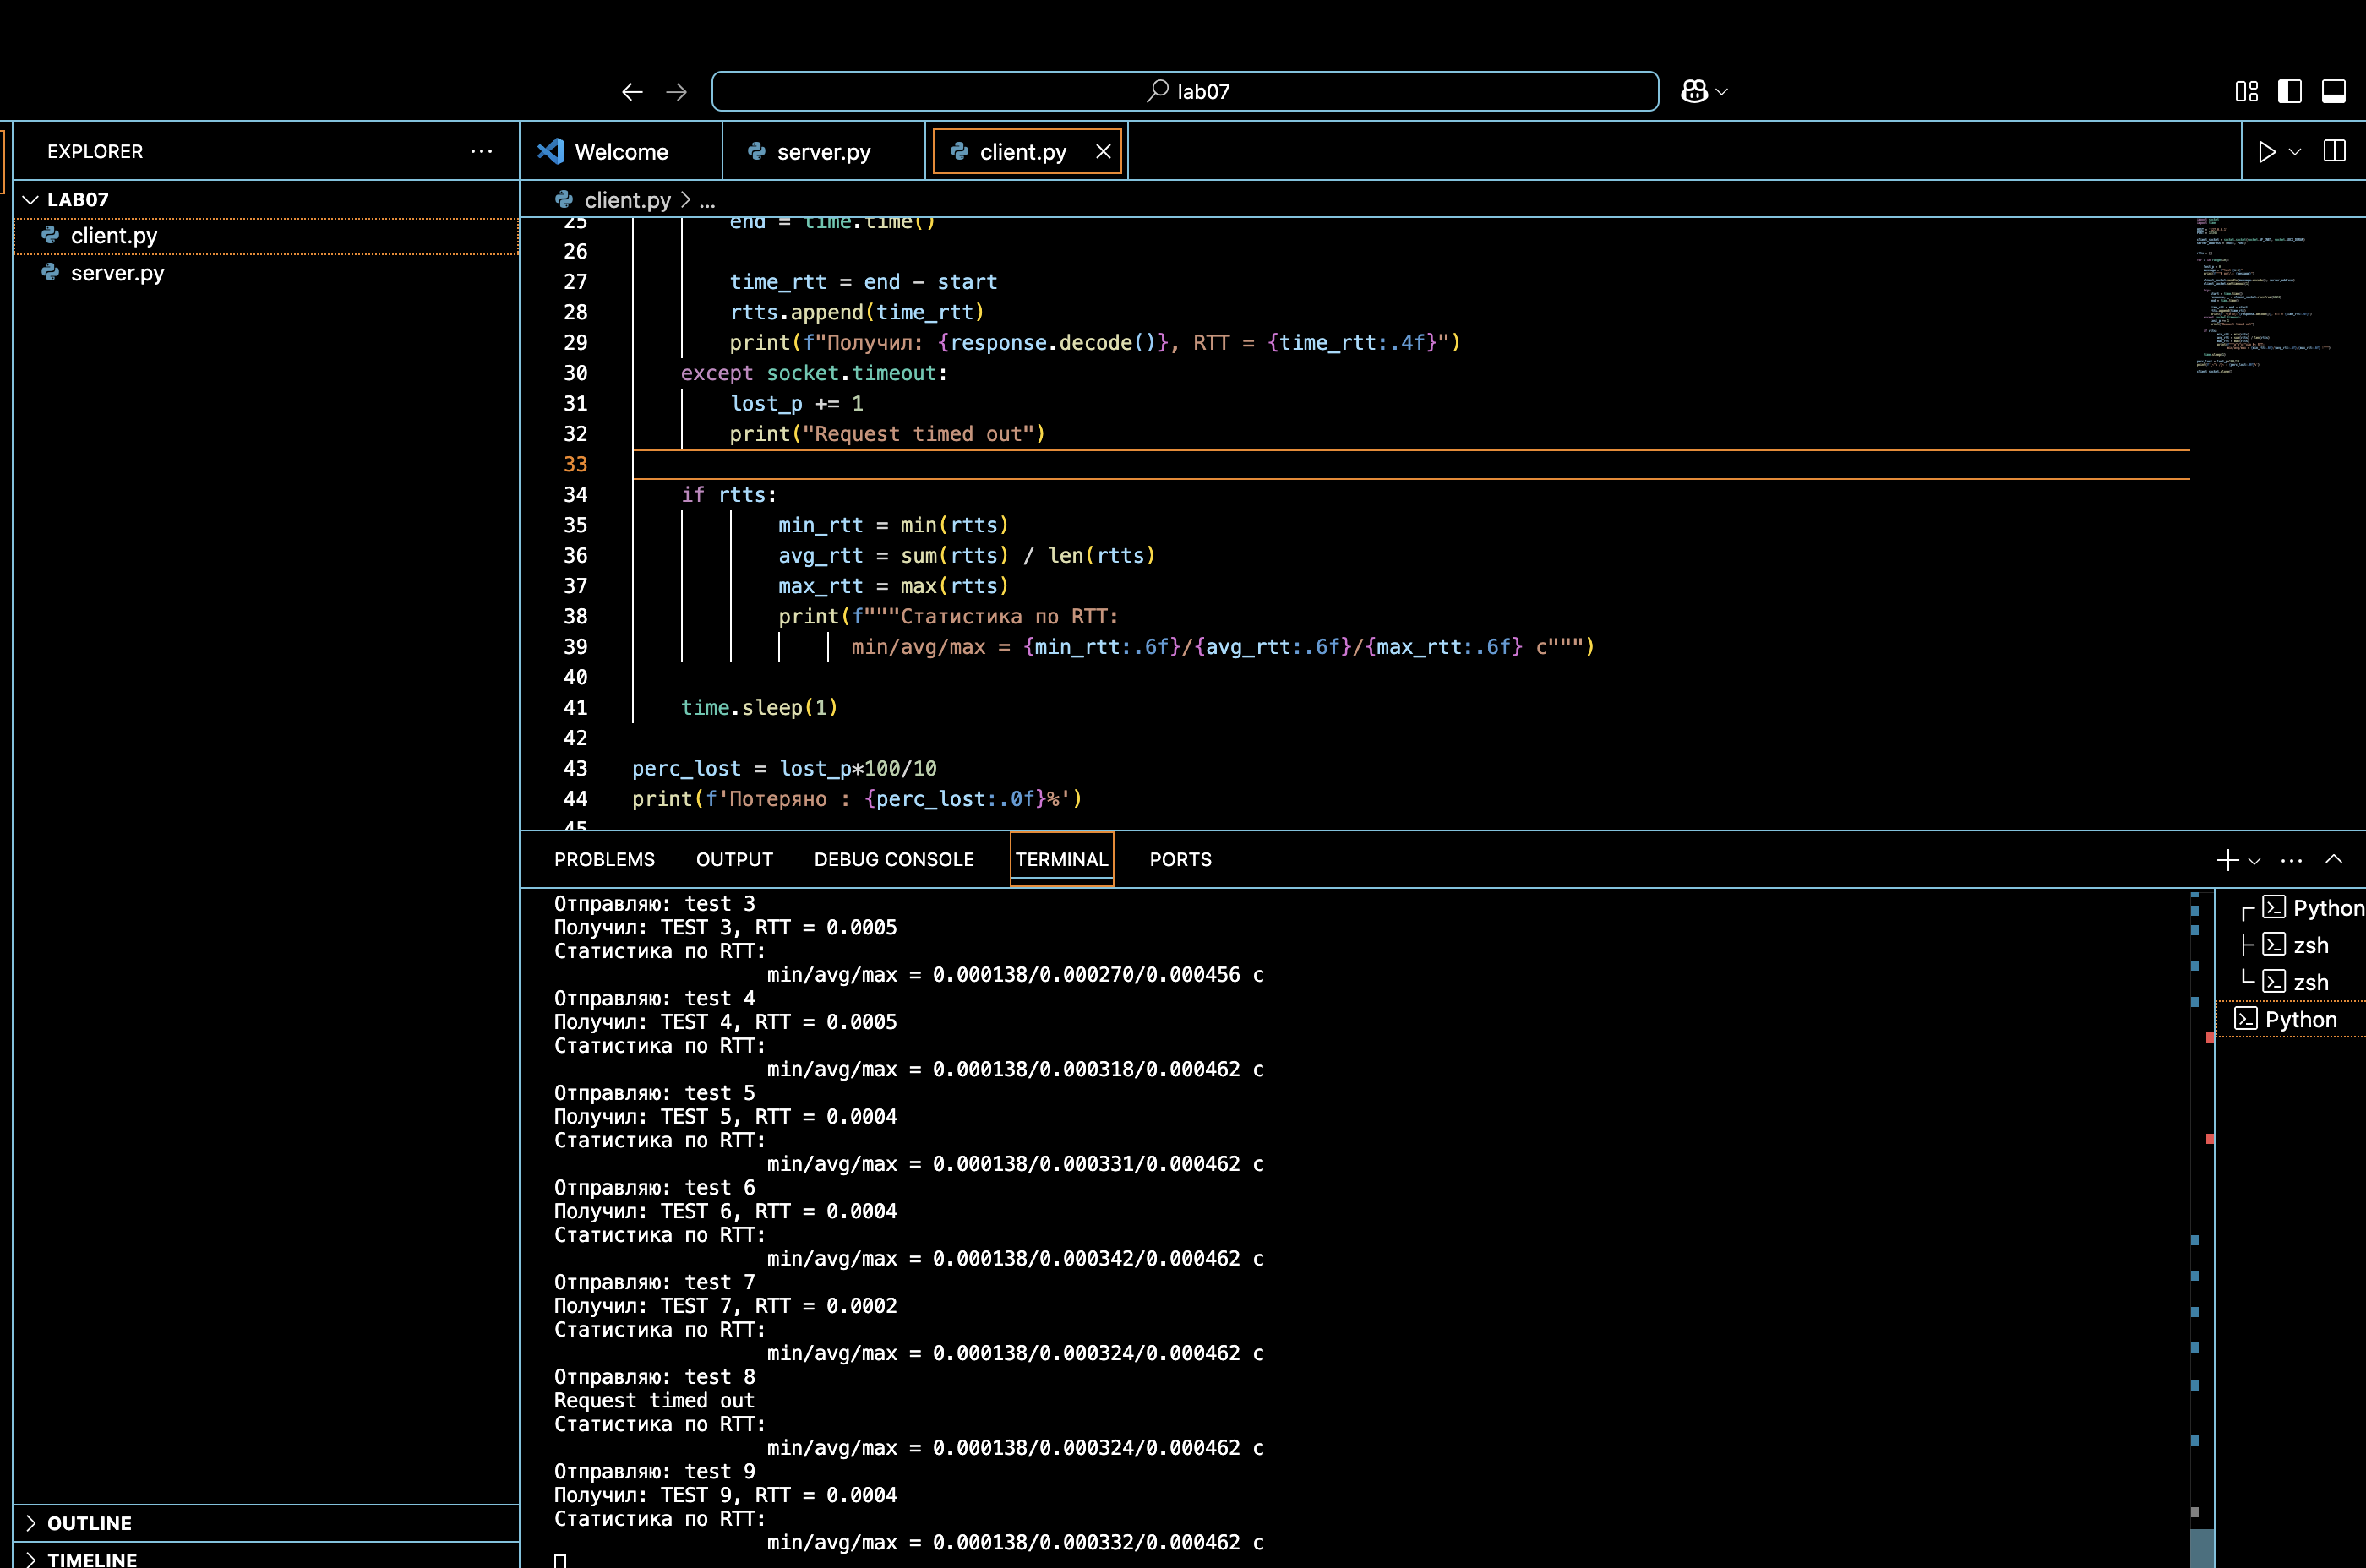 lab07
EXPLORER
Welcome
server.py
client.py
LAB07
client.py
server.py
client.py > ...
25 end = time.time()
26
27 time_rtt = end - start
28 rtts.append(time_rtt)
29 print(f"Получил: {response.decode()}, RTT = {time_rtt:.4f}")
30 except socket.timeout:
31 lost_p += 1
32 print("Request timed out")
33
34 if rtts:
35 min_rtt = min(rtts)
36 avg_rtt = sum(rtts) / len(rtts)
37 max_rtt = max(rtts)
38 print(f"""Статистика по RTT:
39 min/avg/max = {min_rtt:.6f}/{avg_rtt:.6f}/{max_rtt:.6f} с""")
40
41 time.sleep(1)
42
43 perc_lost = lost_p*100/10
44 print(f'Потеряно : {perc_lost:.0f}%')
45
PROBLEMS OUTPUT DEBUG CONSOLE TERMINAL PORTS
Отправляю: test 3
Получил: TEST 3, RTT = 0.0005
Статистика по RTT:
min/avg/max = 0.000138/0.000270/0.000456 с
Отправляю: test 4
Получил: TEST 4, RTT = 0.0005
Статистика по RTT:
min/avg/max = 0.000138/0.000318/0.000462 с
Отправляю: test 5
Получил: TEST 5, RTT = 0.0004
Статистика по RTT:
min/avg/max = 0.000138/0.000331/0.000462 с
Отправляю: test 6
Получил: TEST 6, RTT = 0.0004
Статистика по RTT:
min/avg/max = 0.000138/0.000342/0.000462 с
Отправляю: test 7
Получил: TEST 7, RTT = 0.0002
Статистика по RTT:
min/avg/max = 0.000138/0.000324/0.000462 с
Отправляю: test 8
Request timed out
Статистика по RTT:
min/avg/max = 0.000138/0.000324/0.000462 с
Отправляю: test 9
Получил: TEST 9, RTT = 0.0004
Статистика по RTT:
min/avg/max = 0.000138/0.000332/0.000462 с
Python
zsh
zsh
Python
OUTLINE
TIMELINE